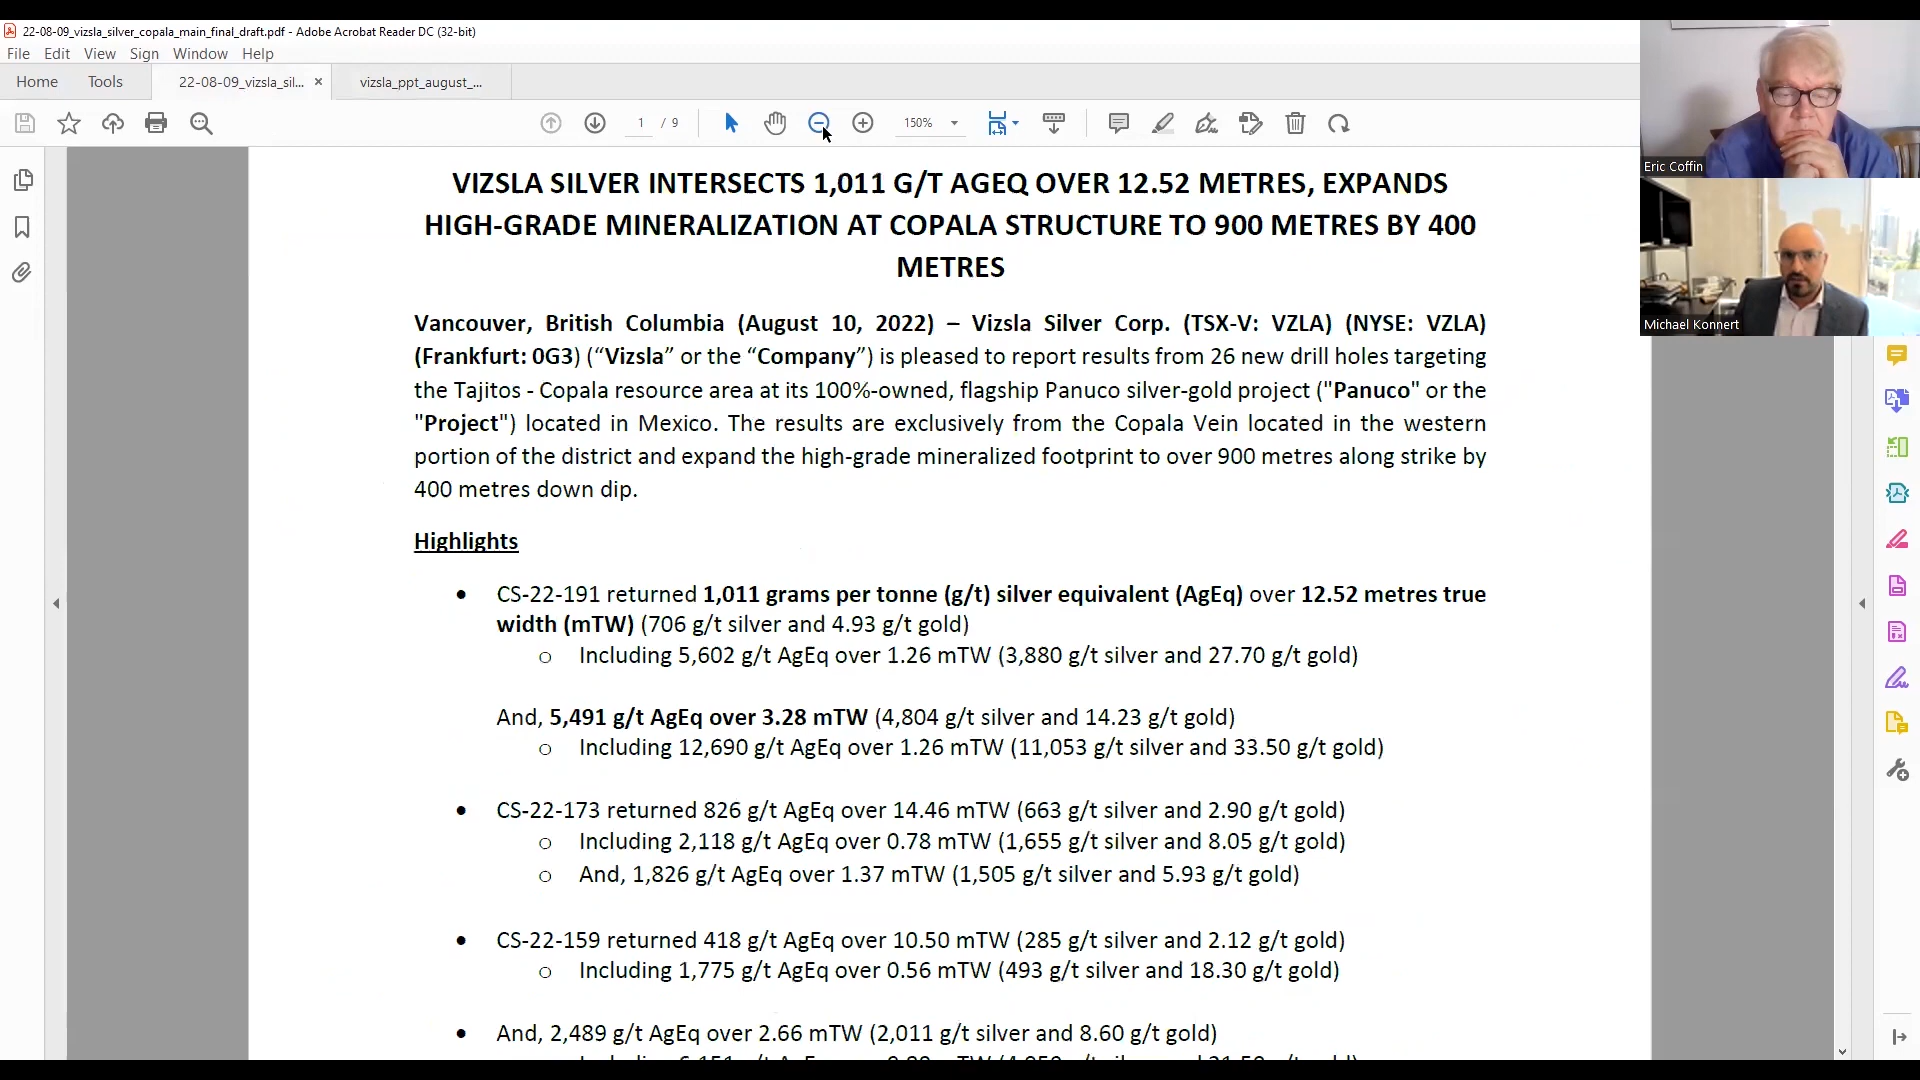 22-08-09_vizsla_silver_copala_main_final_draft.pdf - Adobe Acrobat Reader DC (32-bit)
File Edit View Sign Window Help
Home Tools 22-08-09_vizsla_sil... × vizsla_ppt_august_...
1 / 9 150%
Eric Coffin
Michael Konnert
VIZSLA SILVER INTERSECTS 1,011 G/T AGEQ OVER 12.52 METRES, EXPANDS
HIGH-GRADE MINERALIZATION AT COPALA STRUCTURE TO 900 METRES BY 400
METRES
Vancouver, British Columbia (August 10, 2022) – Vizsla Silver Corp. (TSX-V: VZLA) (NYSE: VZLA)
(Frankfurt: 0G3) (“Vizsla” or the “Company”) is pleased to report results from 26 new drill holes targeting
the Tajitos - Copala resource area at its 100%-owned, flagship Panuco silver-gold project ("Panuco" or the
"Project") located in Mexico. The results are exclusively from the Copala Vein located in the western
portion of the district and expand the high-grade mineralized footprint to over 900 metres along strike by
400 metres down dip.
Highlights
• CS-22-191 returned 1,011 grams per tonne (g/t) silver equivalent (AgEq) over 12.52 metres true
width (mTW) (706 g/t silver and 4.93 g/t gold)
o Including 5,602 g/t AgEq over 1.26 mTW (3,880 g/t silver and 27.70 g/t gold)
And, 5,491 g/t AgEq over 3.28 mTW (4,804 g/t silver and 14.23 g/t gold)
o Including 12,690 g/t AgEq over 1.26 mTW (11,053 g/t silver and 33.50 g/t gold)
• CS-22-173 returned 826 g/t AgEq over 14.46 mTW (663 g/t silver and 2.90 g/t gold)
o Including 2,118 g/t AgEq over 0.78 mTW (1,655 g/t silver and 8.05 g/t gold)
o And, 1,826 g/t AgEq over 1.37 mTW (1,505 g/t silver and 5.93 g/t gold)
• CS-22-159 returned 418 g/t AgEq over 10.50 mTW (285 g/t silver and 2.12 g/t gold)
o Including 1,775 g/t AgEq over 0.56 mTW (493 g/t silver and 18.30 g/t gold)
• And, 2,489 g/t AgEq over 2.66 mTW (2,011 g/t silver and 8.60 g/t gold)